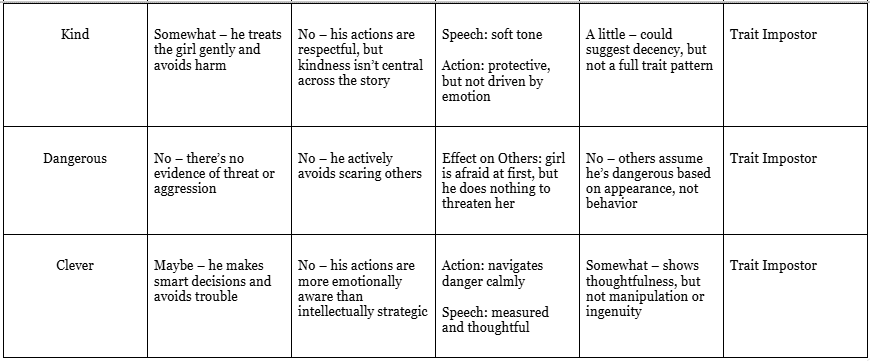 Kind
Somewhat – he treats
the girl gently and
avoids harm
No – his actions are
respectful, but
kindness isn't central
across the story
Speech: soft tone
Action: protective,
but not driven by
emotion
A little – could
suggest decency, but
not a full trait pattern
Trait Impostor
Dangerous
No – there's no
evidence of threat or
aggression
No – he actively
avoids scaring others
Effect on Others: girl
is afraid at first, but
he does nothing to
threaten her
No – others assume
he's dangerous based
on appearance, not
behavior
Trait Impostor
Clever
Maybe – he makes
smart decisions and
avoids trouble
No – his actions are
more emotionally
aware than
intellectually strategic
Action: navigates
danger calmly
Speech: measured
and thoughtful
Somewhat – shows
thoughtfulness, but
not manipulation or
ingenuity
Trait Impostor